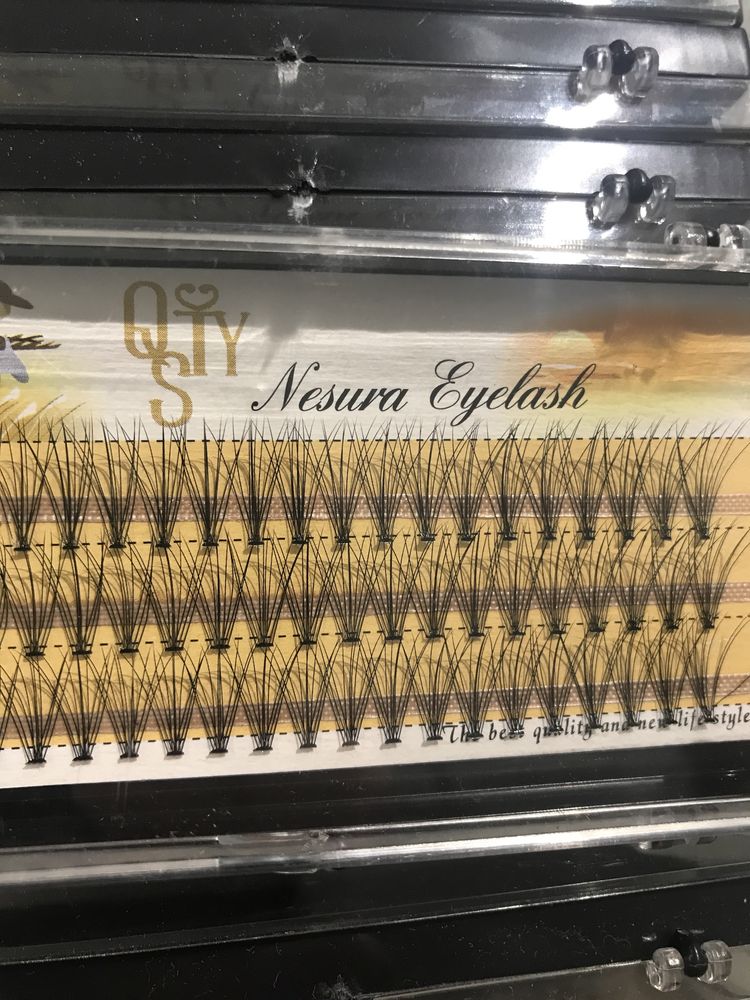 QSTY
Nesura Eyelash
The best quality and new life style